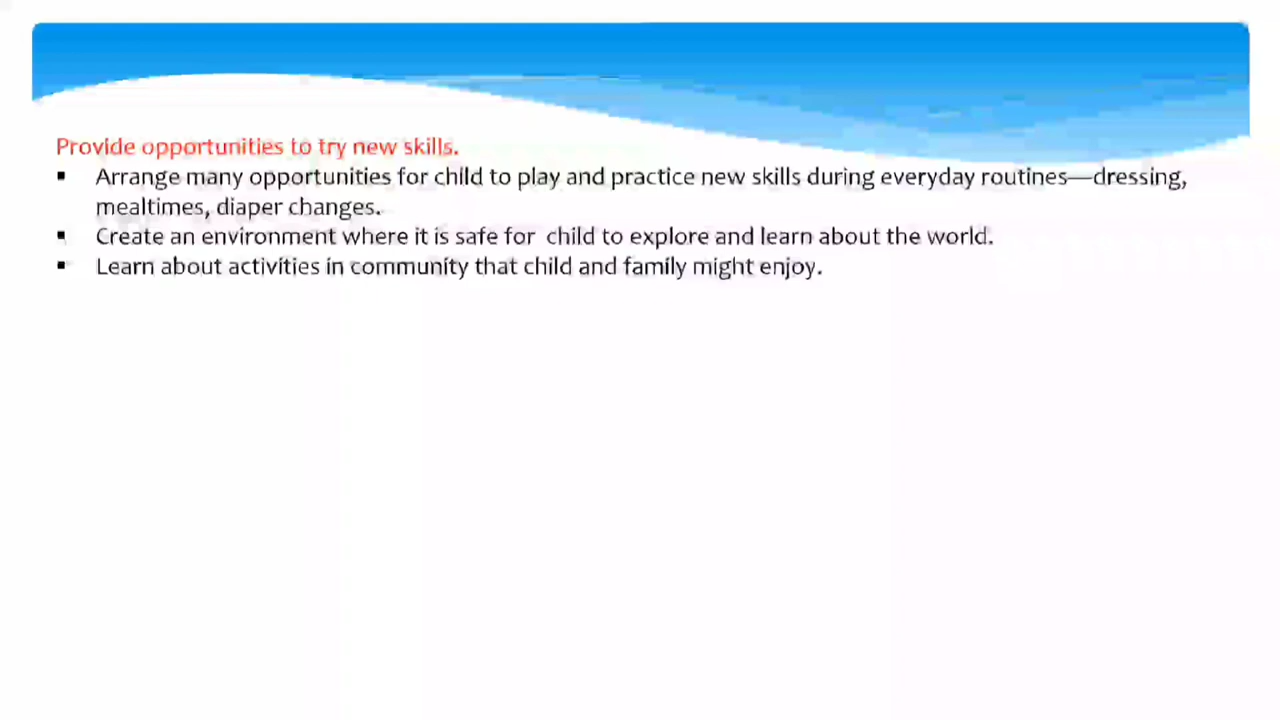 Provide opportunities to try new skills.
▪ Arrange many opportunities for child to play and practice new skills during everyday routines—dressing,
mealtimes, diaper changes.
▪ Create an environment where it is safe for child to explore and learn about the world.
▪ Learn about activities in community that child and family might enjoy.